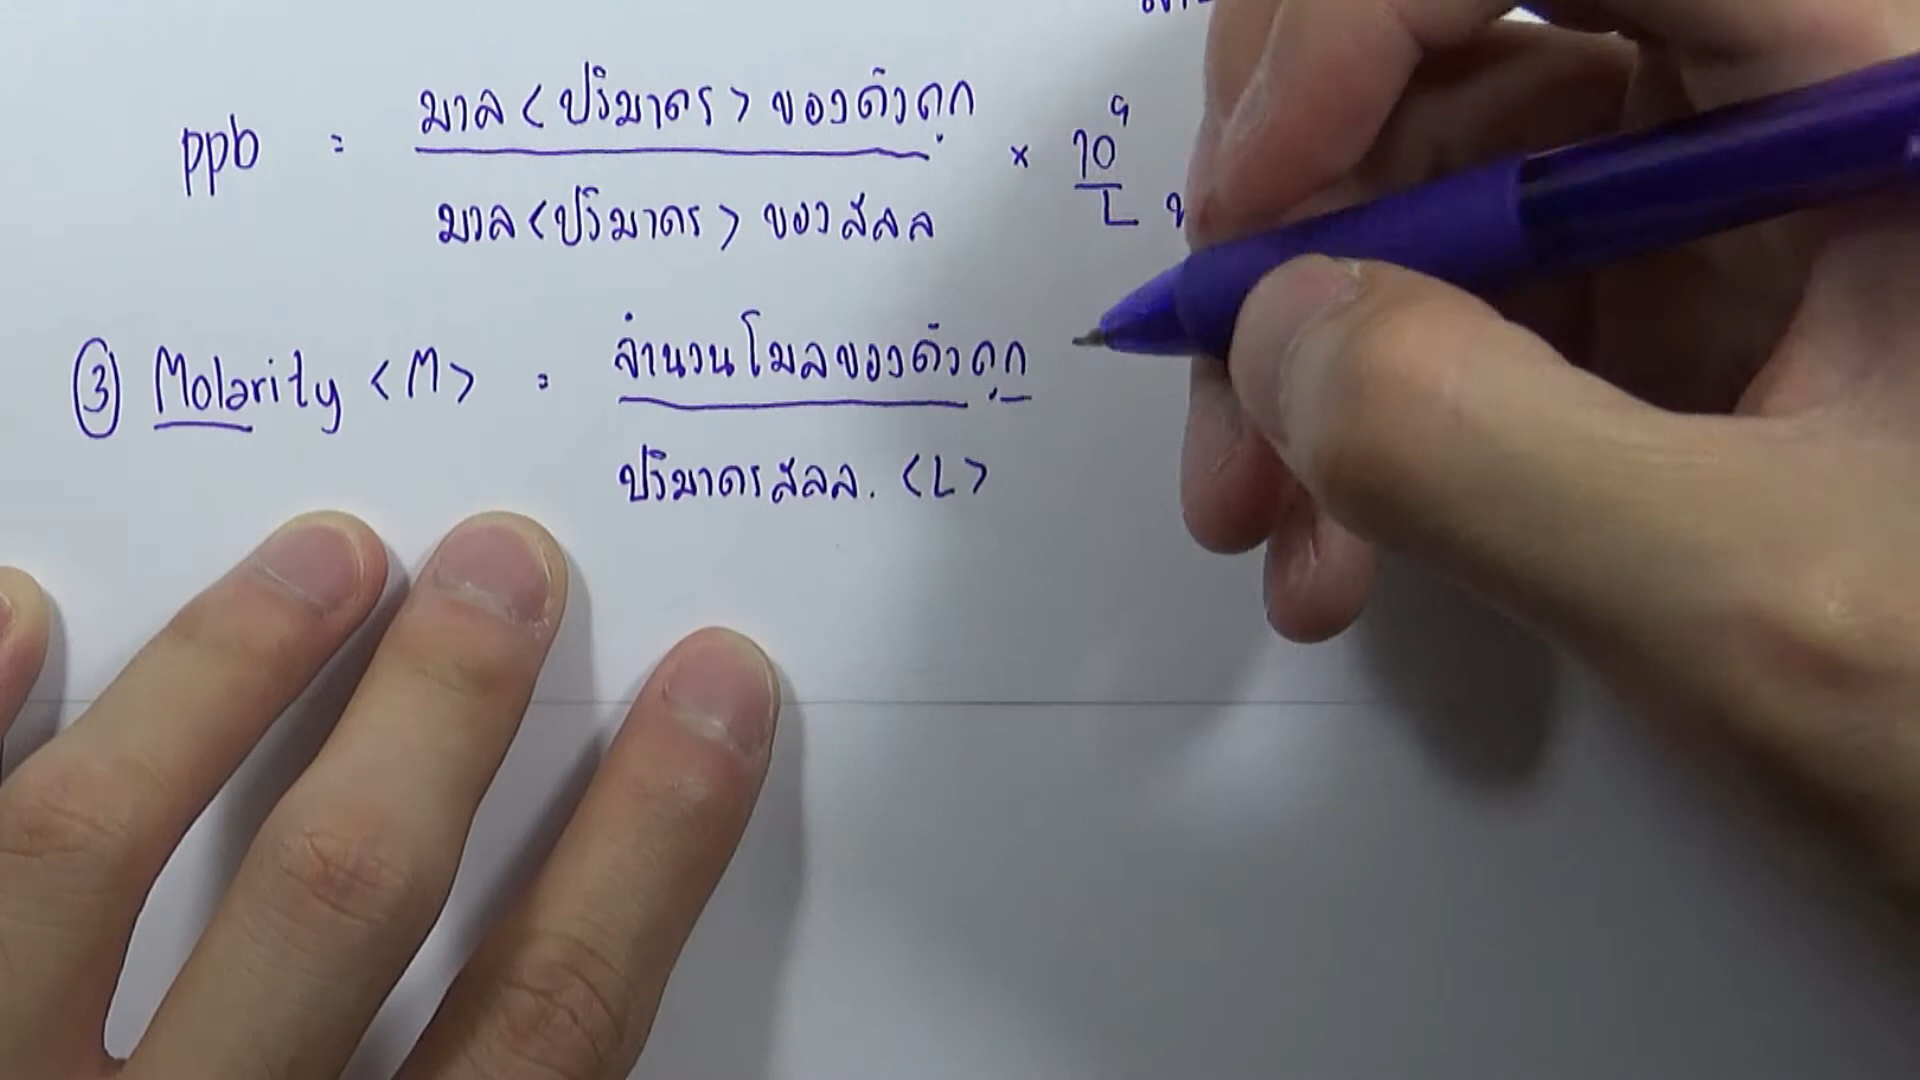 มวล <ปริมาตร> ของตัวถูก
ppb = ――― × 10⁹
มวล <ปริมาตร> ของ สลล
L
③ Molarity <M> = จำนวนโมลของตัวถูก
ปริมาตรสลล. <L>